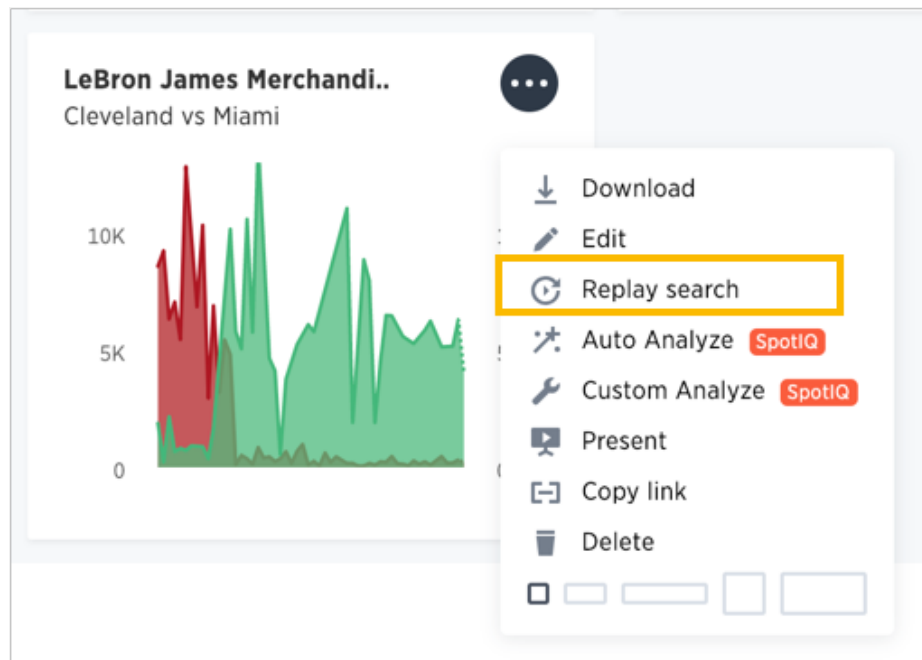 LeBron James Merchandi..
Cleveland vs Miami
10K
5K
0
Download
Edit
Replay search
Auto Analyze SpotIQ
Custom Analyze SpotIQ
Present
Copy link
Delete